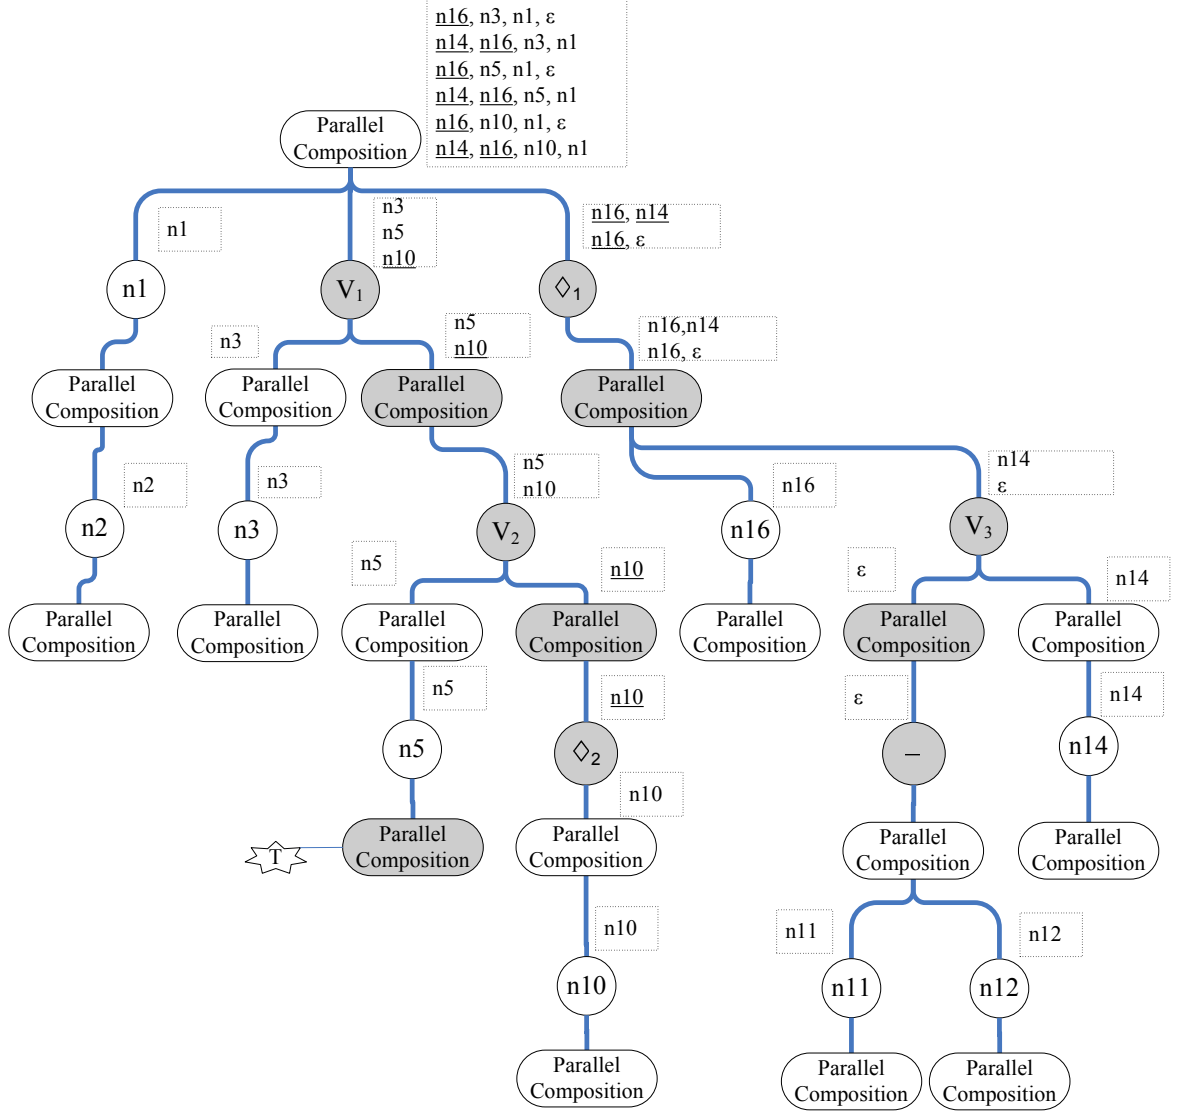 n16, n3, n1, ε
n14, n16, n3, n1
n16, n5, n1, ε
n14, n16, n5, n1
n16, n10, n1, ε
n14, n16, n10, n1
Parallel
Composition
n1
n3
n5
n10
n16, n14
n16, ε
n1
V1
◇1
n3
n5
n10
n16,n14
n16, ε
Parallel
Composition
Parallel
Composition
Parallel
Composition
Parallel
Composition
n2
n3
n5
n10
n16
n14
ε
n2
n3
V2
n16
V3
n5
n10
ε
n14
Parallel
Composition
Parallel
Composition
Parallel
Composition
Parallel
Composition
Parallel
Composition
Parallel
Composition
Parallel
Composition
n5
n10
ε
n14
n5
◇2
–
n14
n10
T
Parallel
Composition
Parallel
Composition
Parallel
Composition
Parallel
Composition
n10
n11
n12
n10
n11
n12
Parallel
Composition
Parallel
Composition
Parallel
Composition